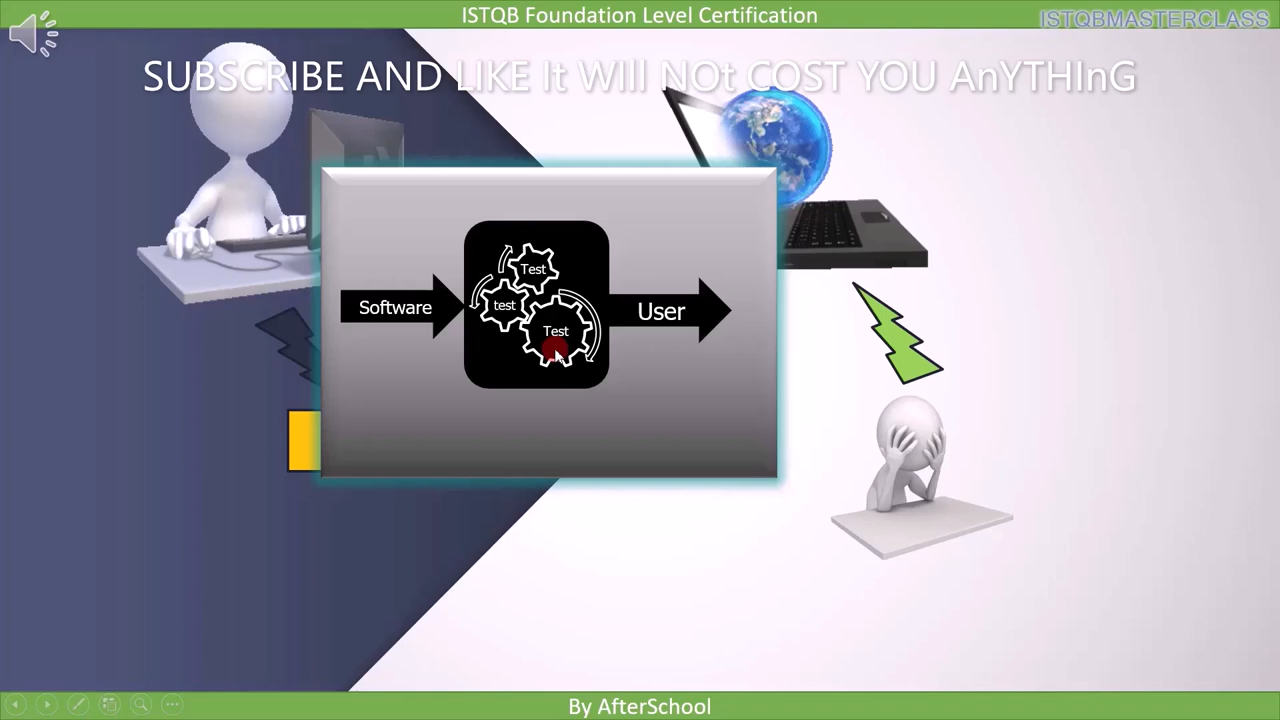 ISTQB Foundation Level Certification
ISTQBMASTERCLASS
SUBSCRIBE AND LIKE It WIll NOt COST YOU AnYTHInG
Test
test
Software
Test
User
By AfterSchool